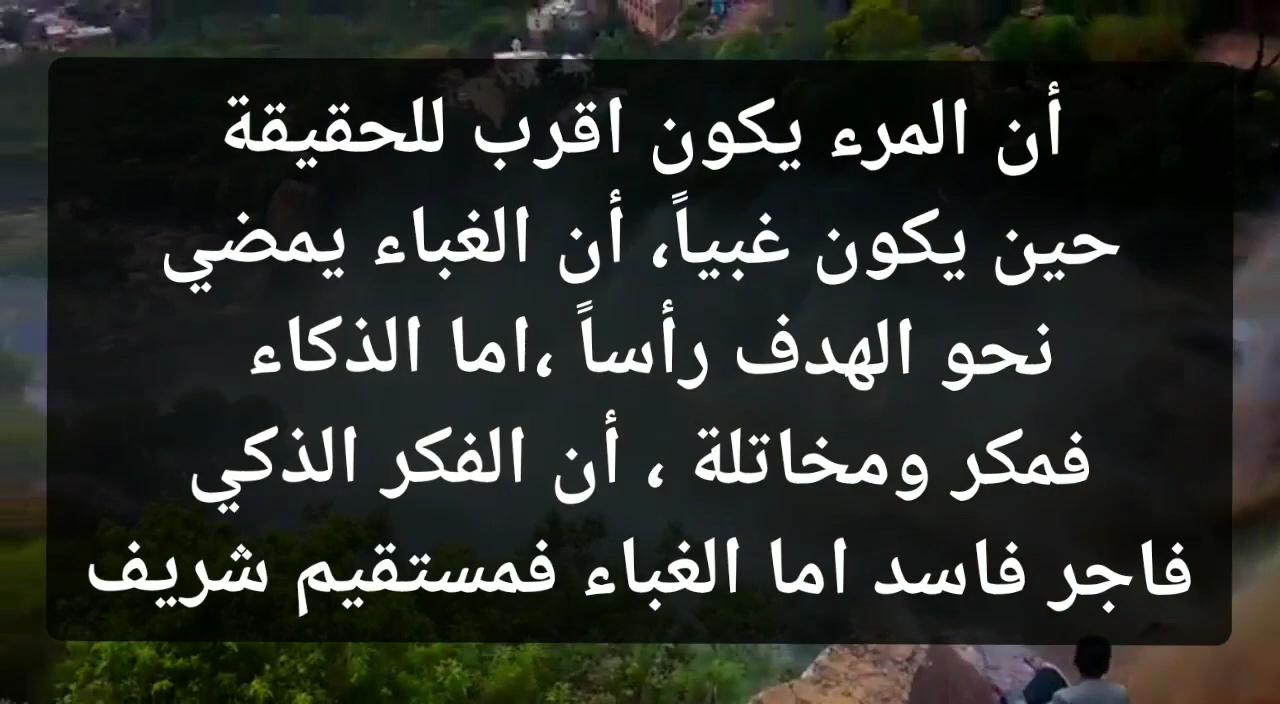 أن المرء يكون اقرب للحقيقة
حين يكون غبياً، أن الغباء يمضي
نحو الهدف رأساً ،اما الذكاء
فمكر ومخاتلة ، أن الفكر الذكي
فاجر فاسد اما الغباء فمستقيم شريف